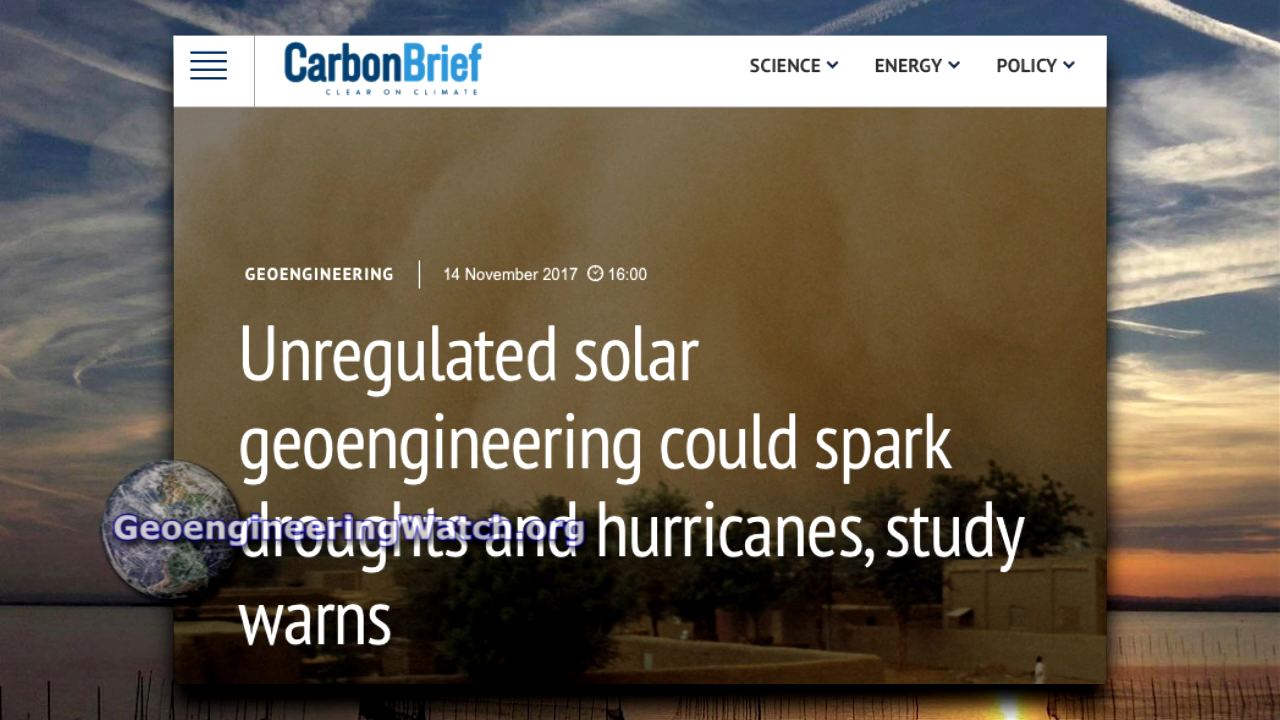 CarbonBrief
CLEAR ON CLIMATE
SCIENCE ENERGY POLICY
GEOENGINEERING 14 November 2017 16:00
Unregulated solar
geoengineering could spark
droughts and hurricanes, study
GeoengineeringWatch.org
warns